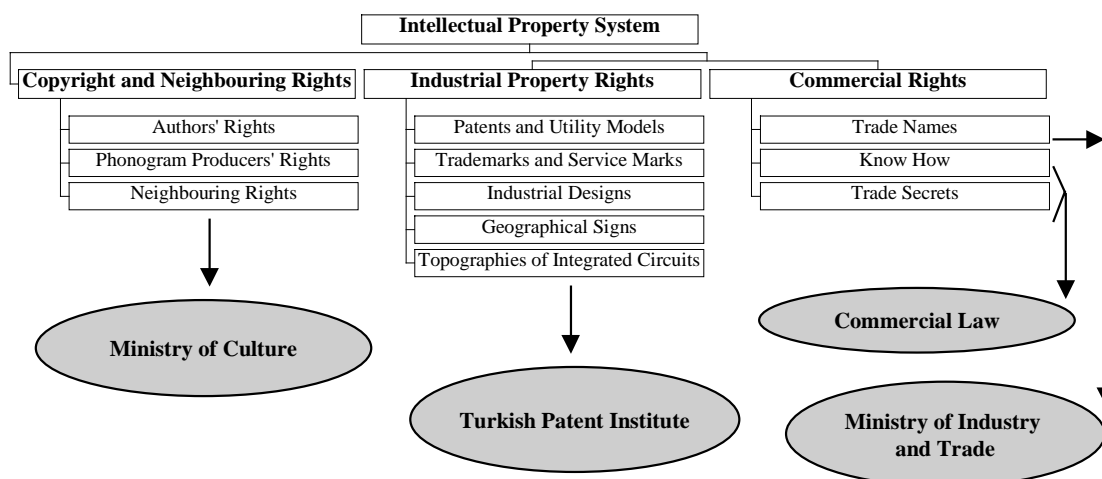 Intellectual Property System
Copyright and Neighbouring Rights
Authors' Rights
Phonogram Producers' Rights
Neighbouring Rights
Ministry of Culture
Industrial Property Rights
Patents and Utility Models
Trademarks and Service Marks
Industrial Designs
Geographical Signs
Topographies of Integrated Circuits
Turkish Patent Institute
Commercial Rights
Trade Names
Know How
Trade Secrets
Commercial Law
Ministry of Industry
and Trade